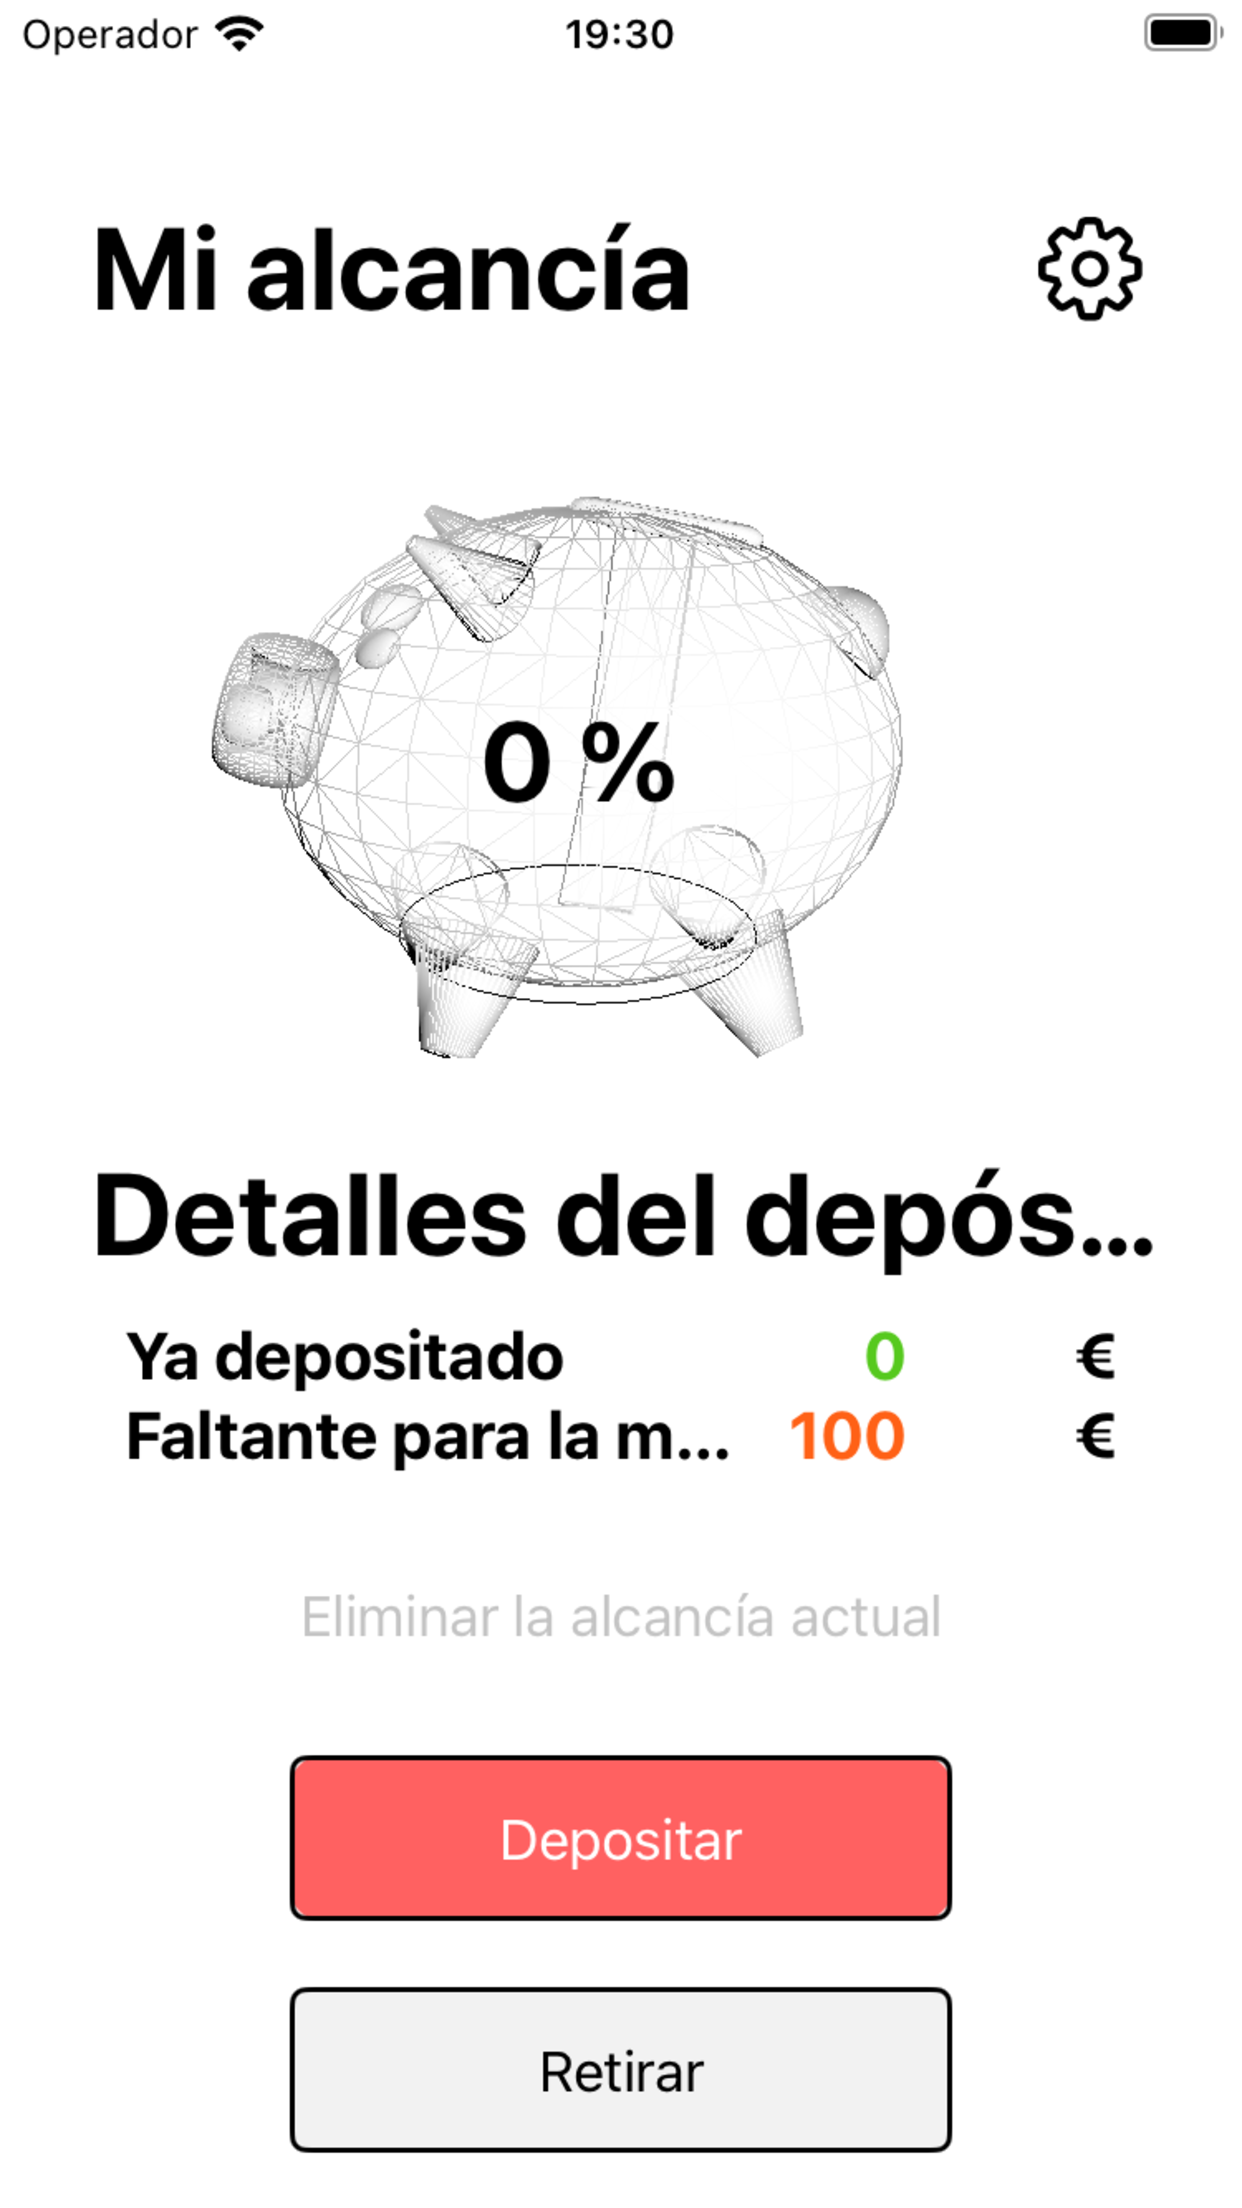 Operador 19:30
Mi alcancía
0 %
Detalles del depós...
Ya depositado 0 €
Faltante para la m... 100 €
Eliminar la alcancía actual
Depositar
Retirar